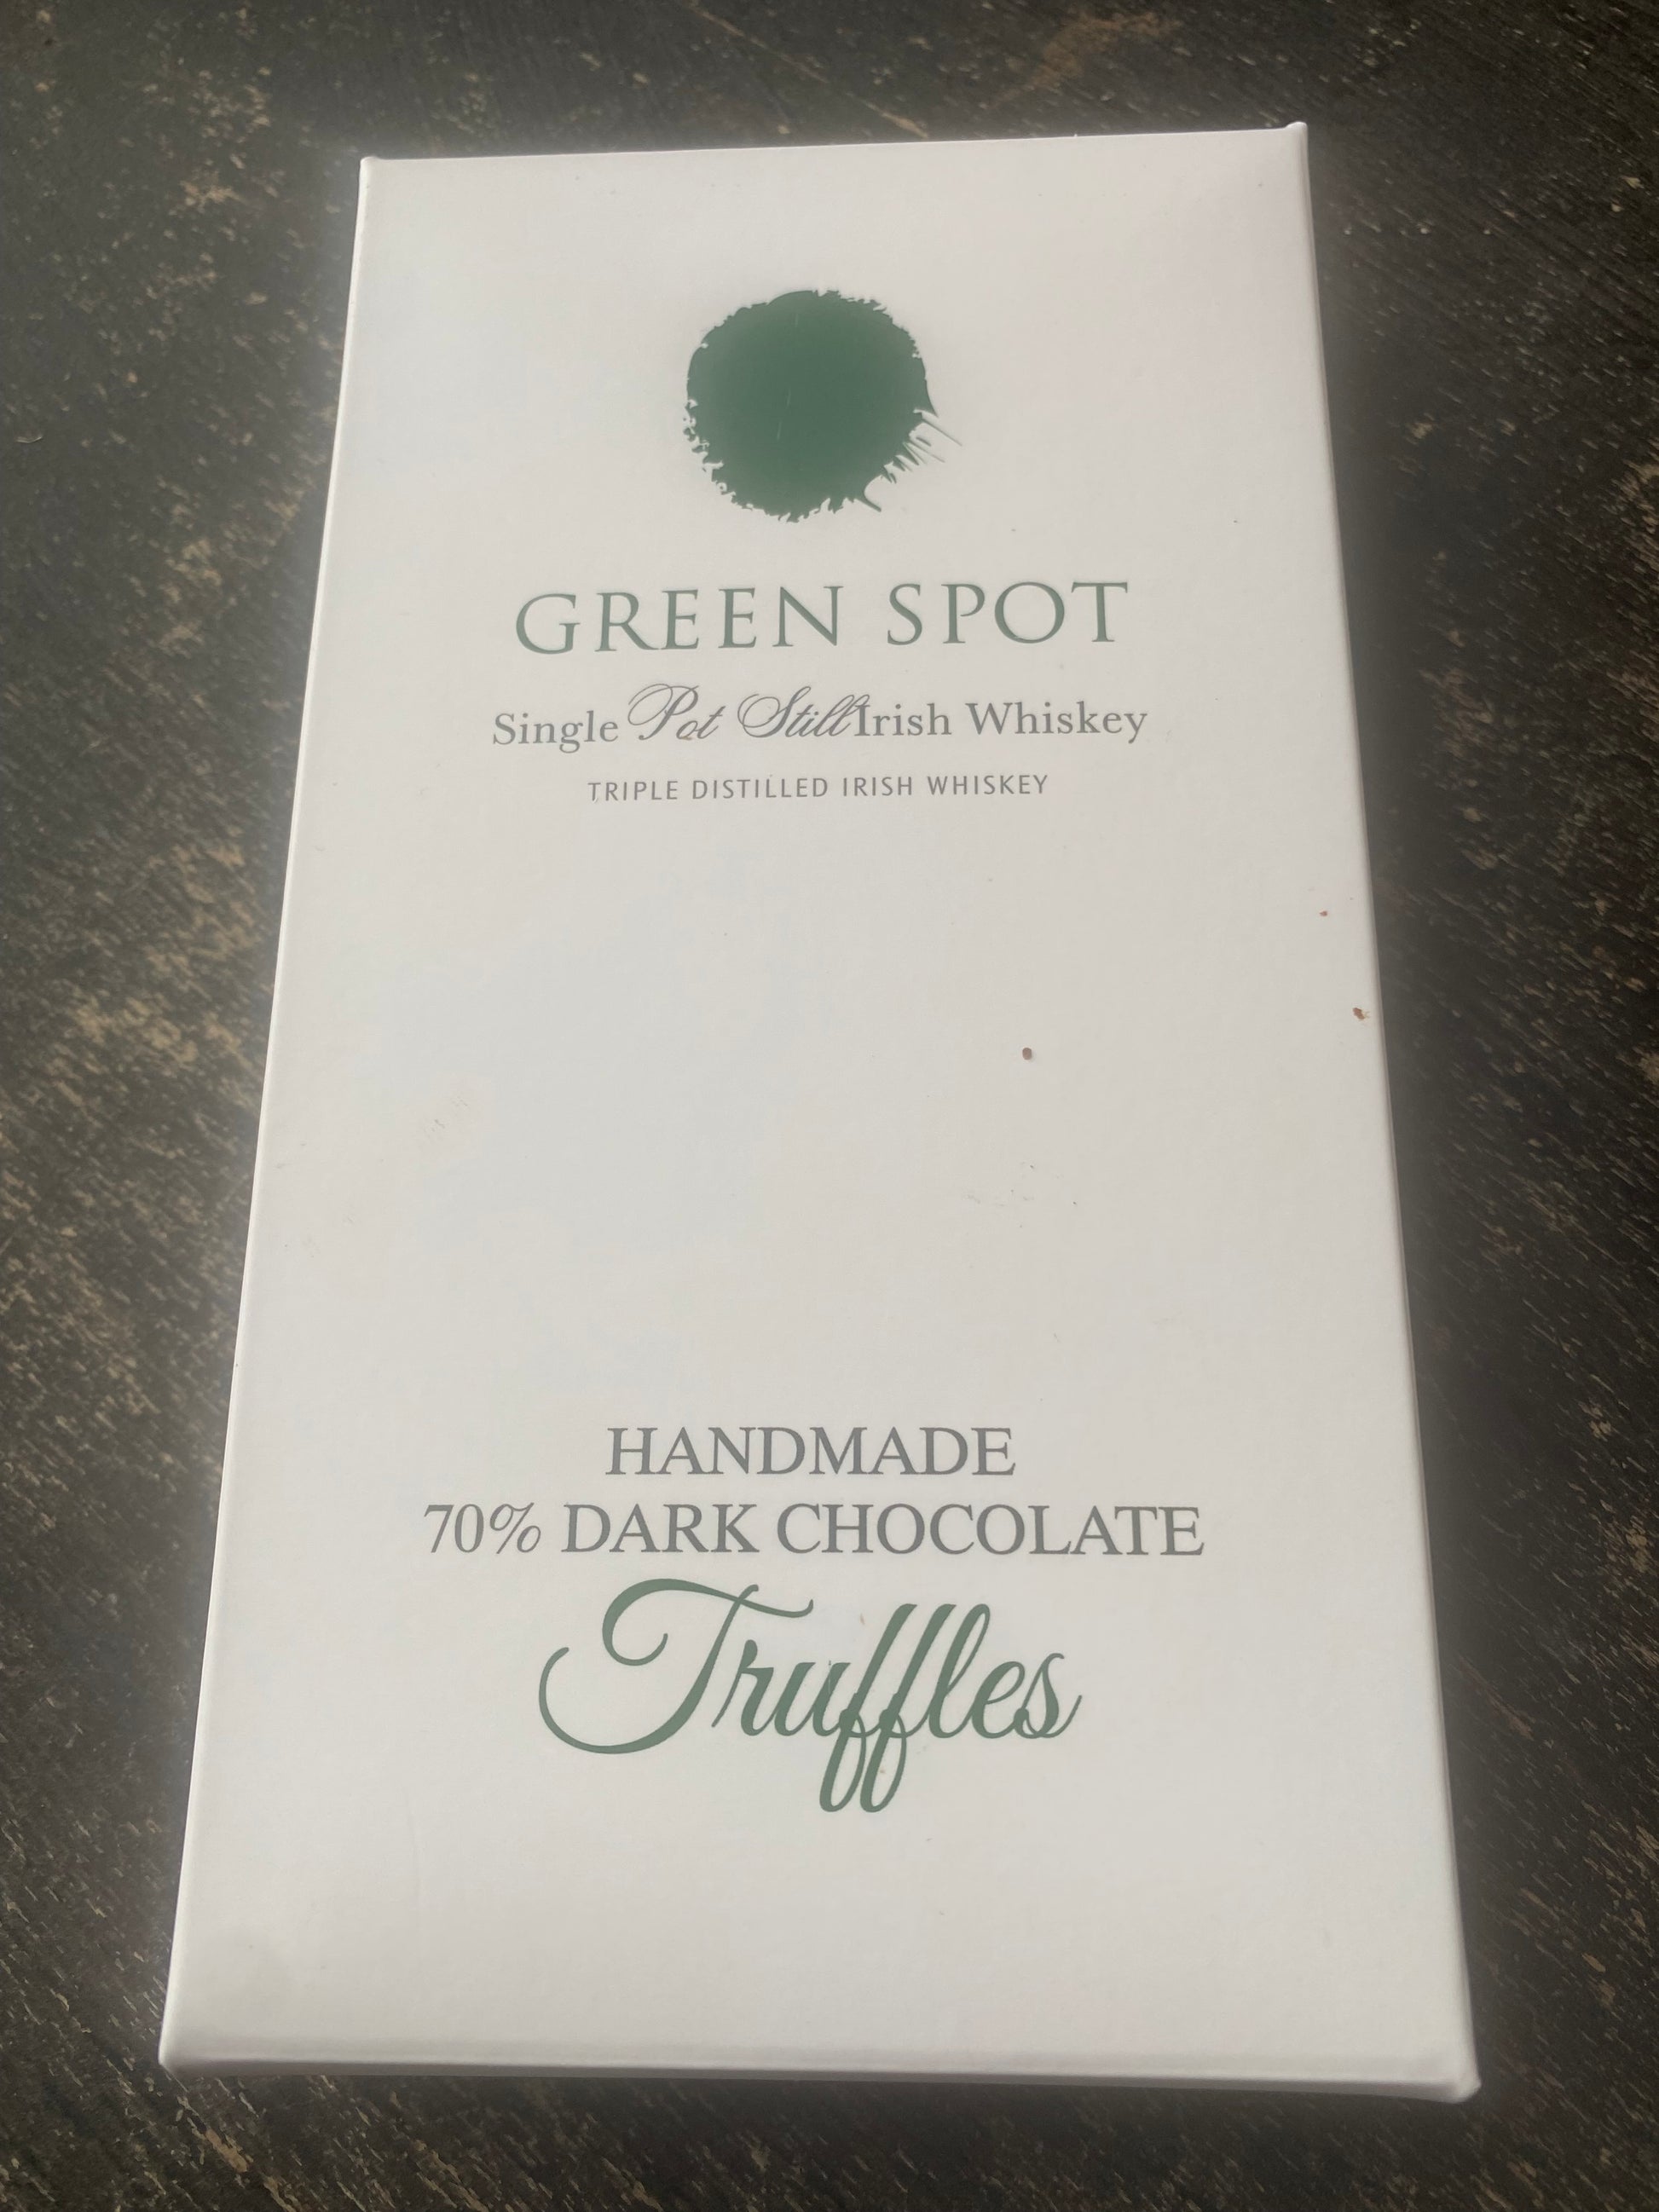 GREEN SPOT
Single Pot Still Irish Whiskey
TRIPLE DISTILLED IRISH WHISKEY
HANDMADE
70% DARK CHOCOLATE
Truffles